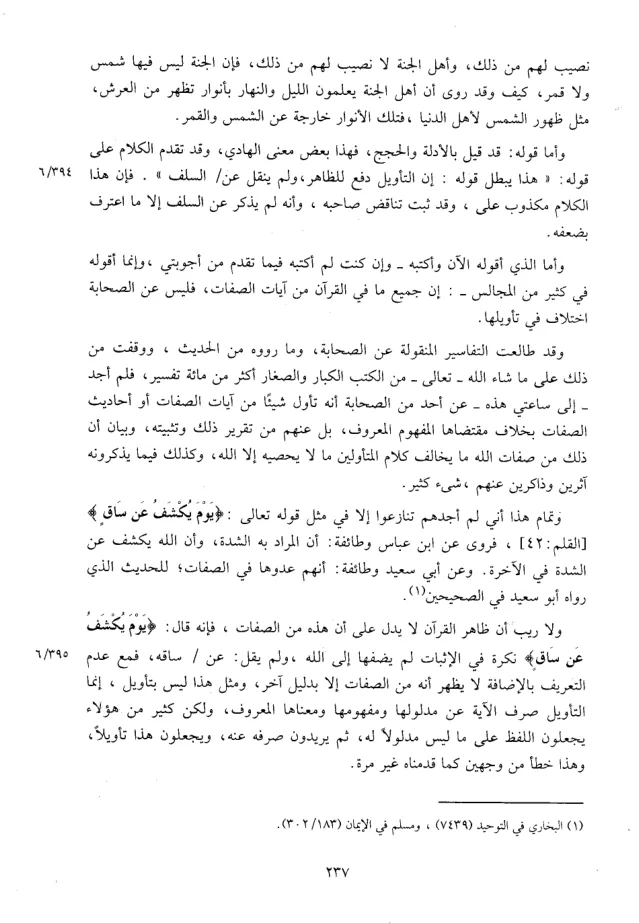 نصيب لهم من ذلك، وأهل الجنة لا نصيب لهم من ذلك، فإن الجنة ليس فيها شمس
ولا قمر، كيف وقد روى أن أهل الجنة يعلمون الليل والنهار بأنوار تظهر من العرش،
مثل ظهور الشمس لأهل الدنيا ،فتلك الأنوار خارجة عن الشمس والقمر.
وأما قوله: قد قيل بالأدلة والحجج، فهذا بعض معنى الهادي، وقد تقدم الكلام على
٦/٣٩٤ قوله: « هذا يبطل قوله : إن التأويل دفع للظاهر،ولم ينقل عن/ السلف » . فإن هذا
الكلام مكذوب على ، وقد ثبت تناقض صاحبه ، وأنه لم يذكر عن السلف إلا ما اعترف
بضعفه.
وأما الذي أقوله الآن وأكتبه ـ وإن كنت لم أكتبه فيما تقدم من أجوبتي ،وإنما أقوله
في كثير من المجالس ـ : إن جميع ما في القرآن من آيات الصفات، فليس عن الصحابة
اختلاف في تأويلها.
وقد طالعت التفاسير المنقولة عن الصحابة، وما رووه من الحديث ، ووقفت من
ذلك على ما شاء الله ـ تعالى ـ من الكتب الكبار والصغار أكثر من مائة تفسير، فلم أجد
ـ إلى ساعتي هذه ـ عن أحد من الصحابة أنه تأول شيئًا من آيات الصفات أو أحاديث
الصفات بخلاف مقتضاها المفهوم المعروف، بل عنهم من تقرير ذلك وتثبيته، وبيان أن
ذلك من صفات الله ما يخالف كلام المتأولين ما لا يحصيه إلا الله، وكذلك فيما يذكرونه
آثرين وذاكرين عنهم ،شىء كثير.
وتمام هذا أني لم أجدهم تنازعوا إلا في مثل قوله تعالى :﴿يَوْمَ يُكْشَفُ عَن سَاقٍ ﴾
[القلم:٤٢] ، فروى عن ابن عباس وطائفة: أن المراد به الشدة، وأن الله يكشف عن
الشدة في الآخرة. وعن أبي سعيد وطائفة: أنهم عدوها في الصفات؛ للحديث الذي
رواه أبو سعيد في الصحيحين(١).
ولا ريب أن ظاهر القرآن لا يدل على أن هذه من الصفات ، فإنه قال: ﴿يَوْمَ يُكْشَفُ
٦/٣٩٥ عَن سَاقٍ﴾ نكرة في الإثبات لم يضفها إلى الله ،ولم يقل: عن / ساقه، فمع عدم
التعريف بالإضافة لا يظهر أنه من الصفات إلا بدليل آخر، ومثل هذا ليس بتأويل ، إنما
التأويل صرف الآية عن مدلولها ومفهومها ومعناها المعروف، ولكن كثير من هؤلاء
يجعلون اللفظ على ما ليس مدلولاً له، ثم يريدون صرفه عنه، ويجعلون هذا تأويلاً،
وهذا خطأ من وجهين كما قدمناه غير مرة.
(١) البخاري في التوحيد (٧٤٣٩) ، ومسلم في الإيمان (٣٠٢/١٨٣).
٢٣٧